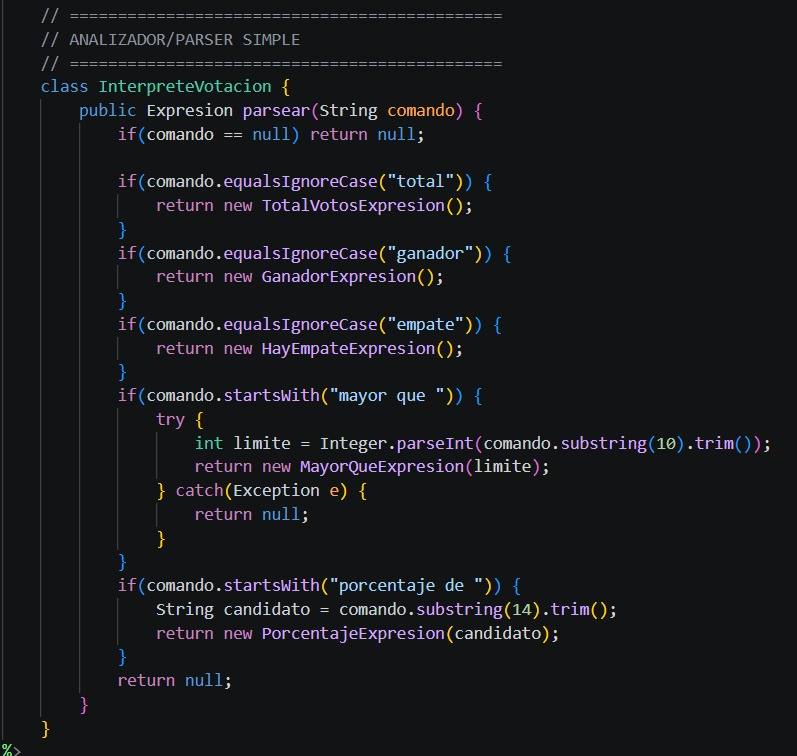 // =============================================
// ANALIZADOR/PARSER SIMPLE
// =============================================
class InterpreteVotacion {
    public Expresion parsear(String comando) {
        if(comando == null) return null;

        if(comando.equalsIgnoreCase("total")) {
            return new TotalVotosExpresion();
        }
        if(comando.equalsIgnoreCase("ganador")) {
            return new GanadorExpresion();
        }
        if(comando.equalsIgnoreCase("empate")) {
            return new HayEmpateExpresion();
        }
        if(comando.startsWith("mayor que ")) {
            try {
                int limite = Integer.parseInt(comando.substring(10).trim());
                return new MayorQueExpresion(limite);
            } catch(Exception e) {
                return null;
            }
        }
        if(comando.startsWith("porcentaje de ")) {
            String candidato = comando.substring(14).trim();
            return new PorcentajeExpresion(candidato);
        }
        return null;
    }
}
%>